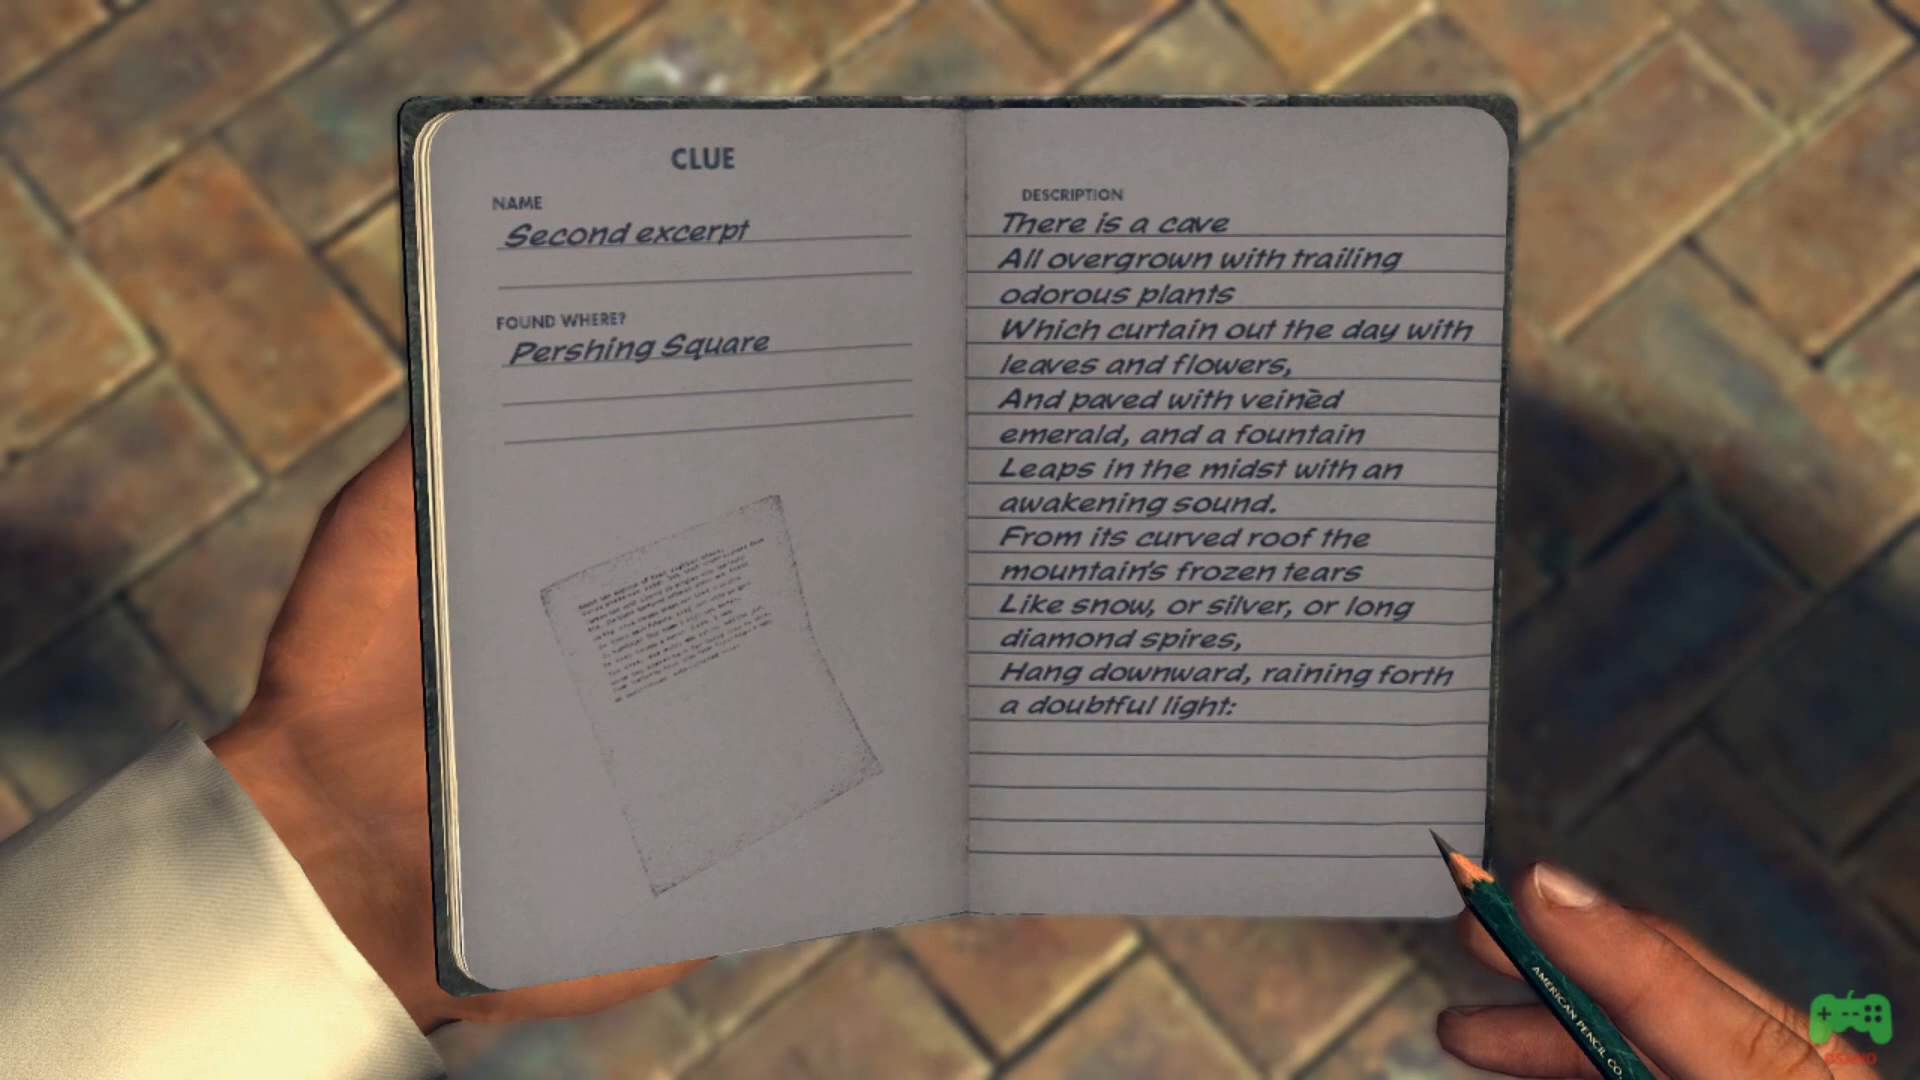 CLUE
NAME
Second excerpt
FOUND WHERE?
Pershing Square
DESCRIPTION
There is a cave
All overgrown with trailing
odorous plants
Which curtain out the day with
leaves and flowers,
And paved with veinèd
emerald, and a fountain
Leaps in the midst with an
awakening sound.
From its curved roof the
mountain's frozen tears
Like snow, or silver, or long
diamond spires,
Hang downward, raining forth
a doubtful light:
AMERICAN PENCIL CO.